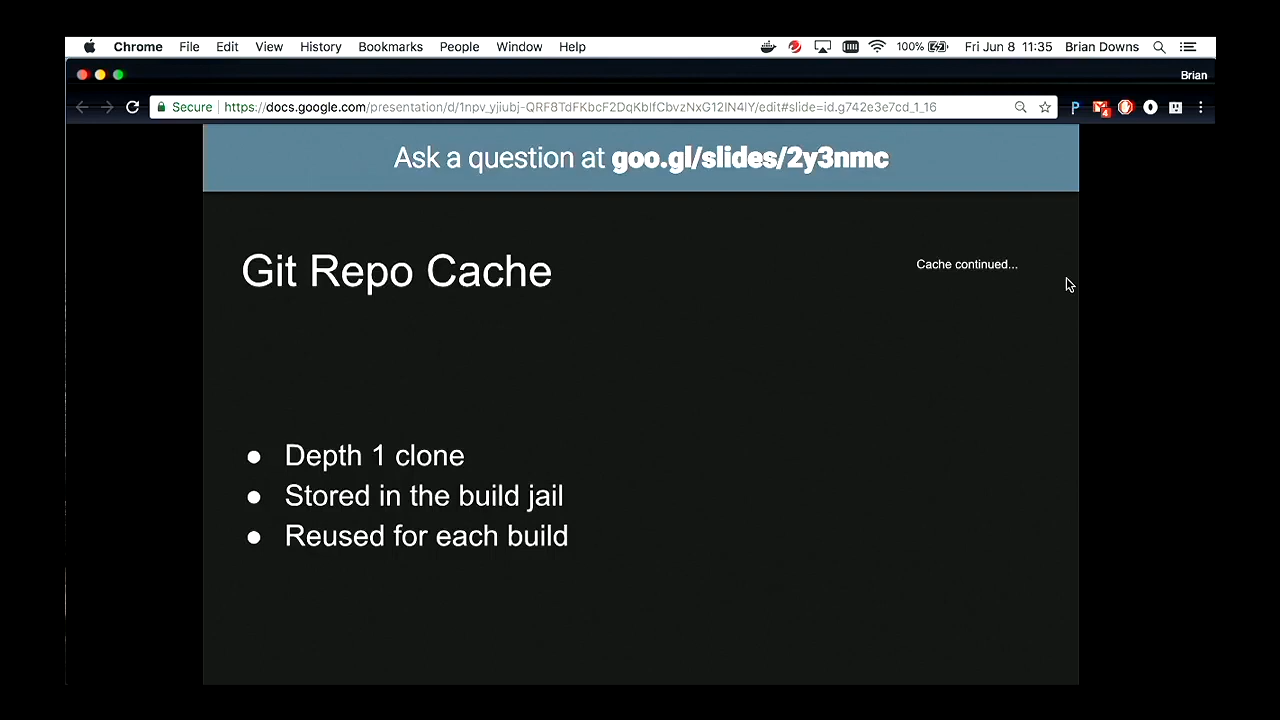 Chrome File Edit View History Bookmarks People Window Help 100% Fri Jun 8 11:35 Brian Downs
Brian
Secure https://docs.google.com/presentation/d/1npv_yjiubj-QRF8TdFKbcF2DqKbIfCbvzNxG12IN4IY/edit#slide=id.g742e3e7cd_1_16
Ask a question at goo.gl/slides/2y3nmc
Git Repo Cache
Cache continued...
● Depth 1 clone
● Stored in the build jail
● Reused for each build